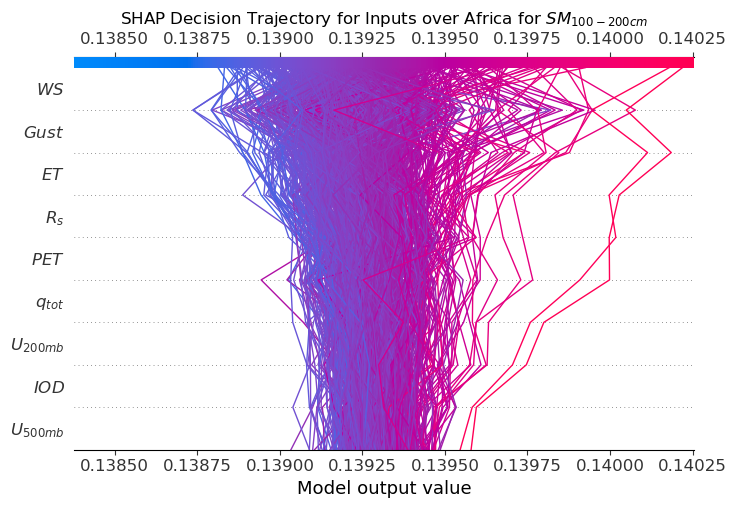 SHAP Decision Trajectory for Inputs over Africa for SM100−200cm
0.13850 0.13875 0.13900 0.13925 0.13950 0.13975 0.14000 0.14025
WS
Gust
ET
Rs
PET
qtot
U200mb
IOD
U500mb
0.13850 0.13875 0.13900 0.13925 0.13950 0.13975 0.14000 0.14025
Model output value